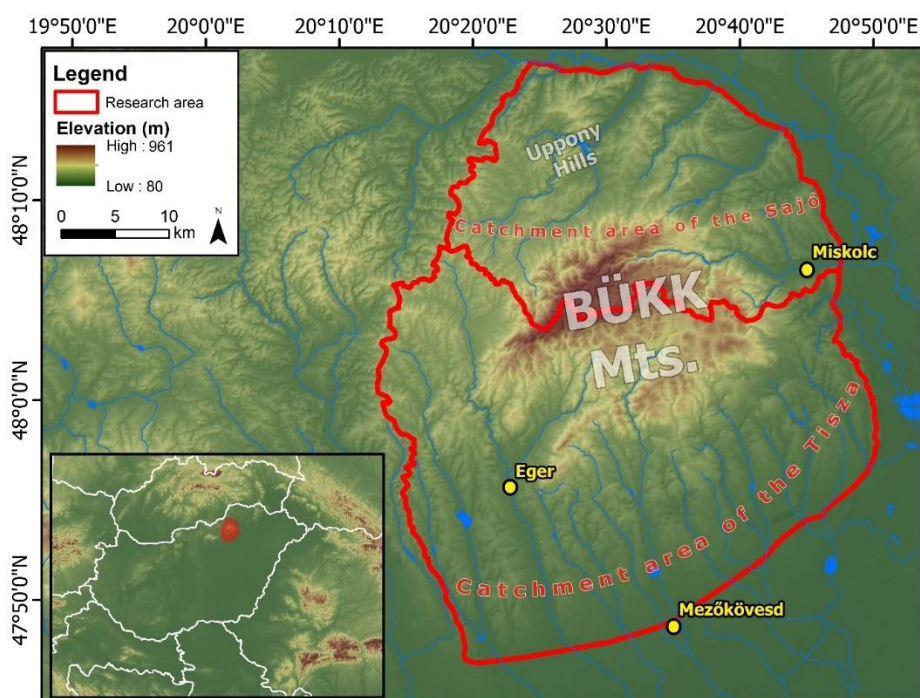 19°50'0"E 20°0'0"E 20°10'0"E 20°20'0"E 20°30'0"E 20°40'0"E 20°50'0"E
Legend
Research area
Elevation (m)
High : 961
Low : 80
0 5 10
km
N
48°10'0"N
48°0'0"N
47°50'0"N
Uppony
Hills
Catchment area of the Sajó
Miskolc
BÜKK
Mts.
Eger
Catchment area of the Tisza
Mezőkövesd